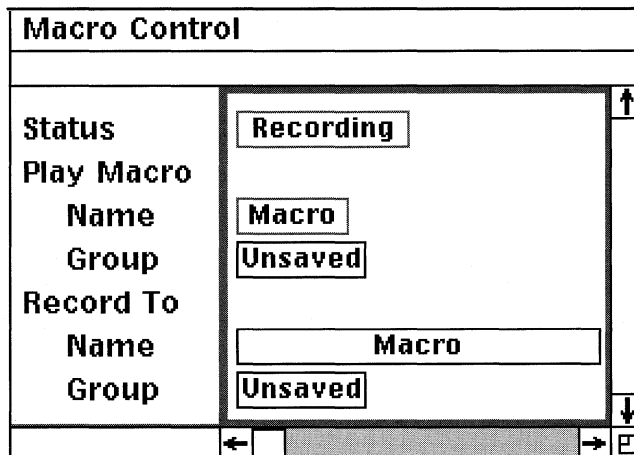 Macro Control
Status Recording
Play Macro
Name Macro
Group Unsaved
Record To
Name Macro
Group Unsaved